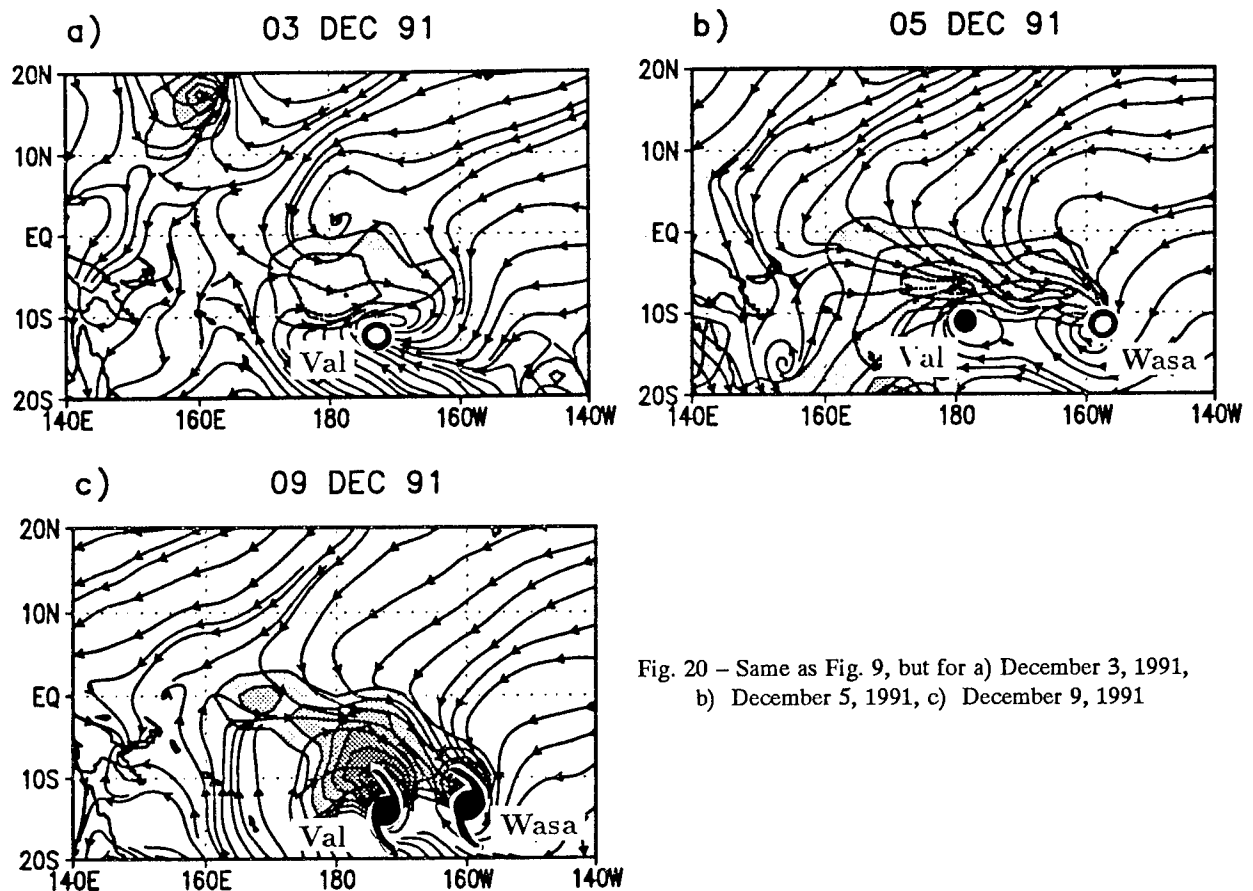 a) 03 DEC 91
20N
10N
EQ
10S
20S
140E 160E 180 160W 140W
Val
b) 05 DEC 91
20N
10N
EQ
10S
20S
140E 160E 180 160W 140W
Val Wasa
c) 09 DEC 91
20N
10N
EQ
10S
20S
140E 160E 180 160W 140W
Val Wasa
Fig. 20 – Same as Fig. 9, but for a) December 3, 1991,
b) December 5, 1991, c) December 9, 1991